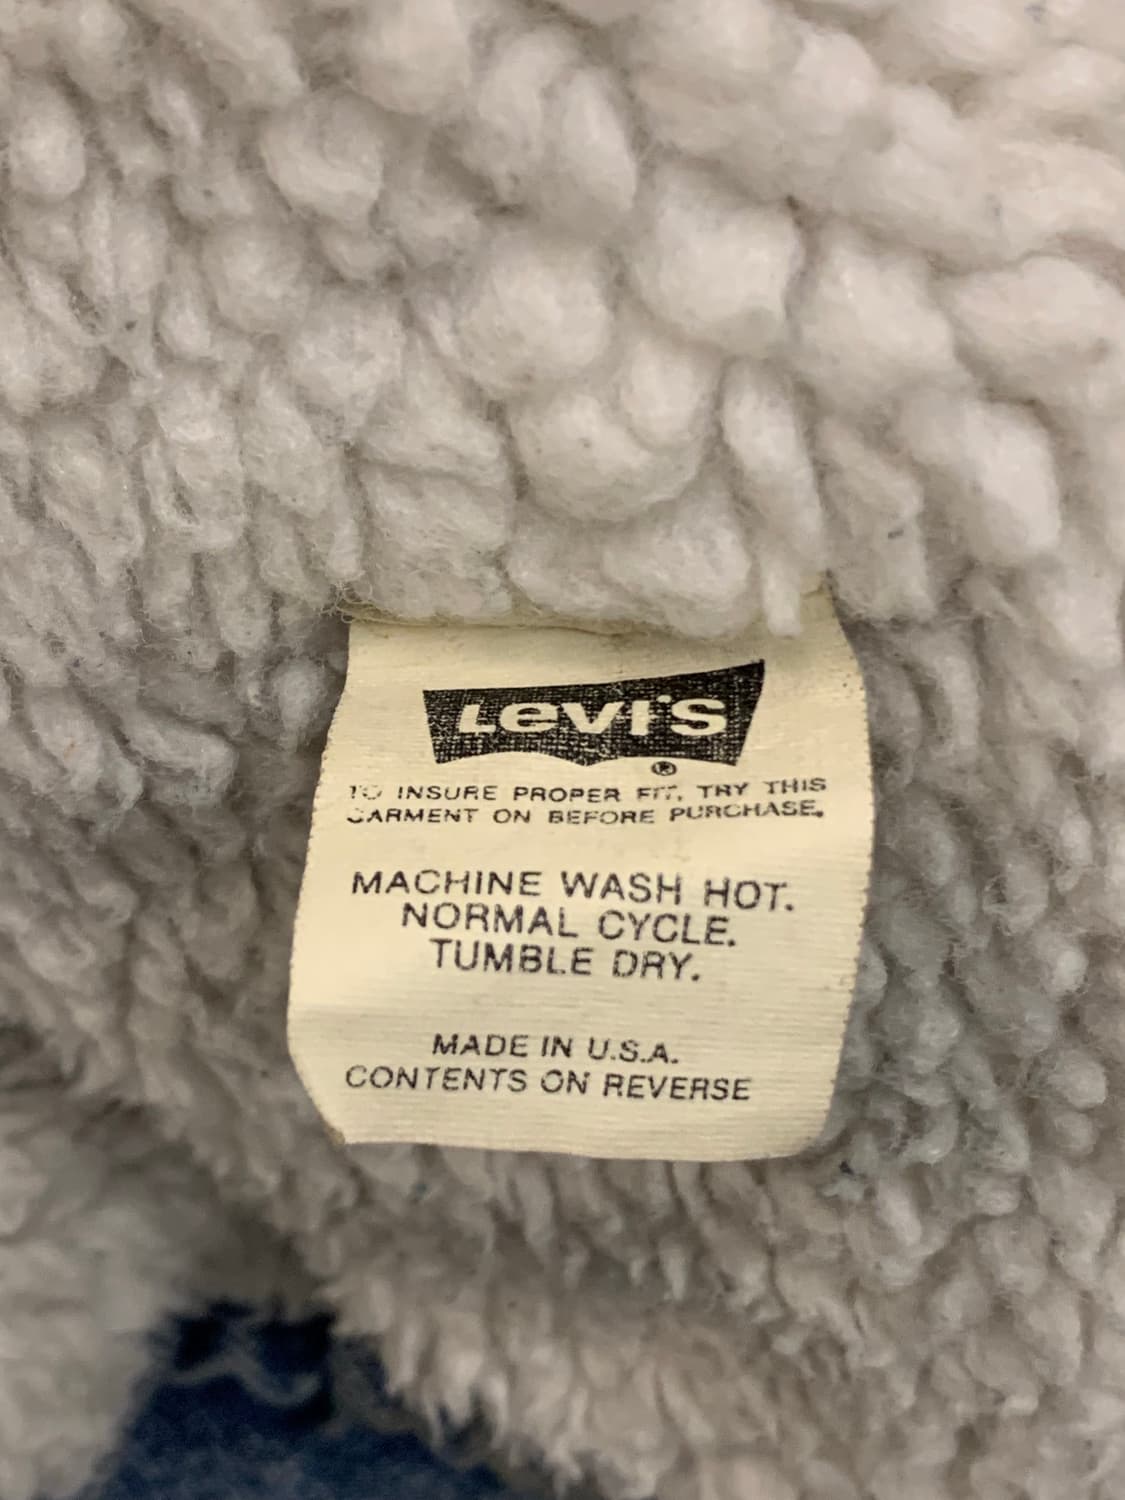 Levi's
®
TO INSURE PROPER FIT, TRY THIS
GARMENT ON BEFORE PURCHASE.
MACHINE WASH HOT.
NORMAL CYCLE.
TUMBLE DRY.
MADE IN U.S.A.
CONTENTS ON REVERSE